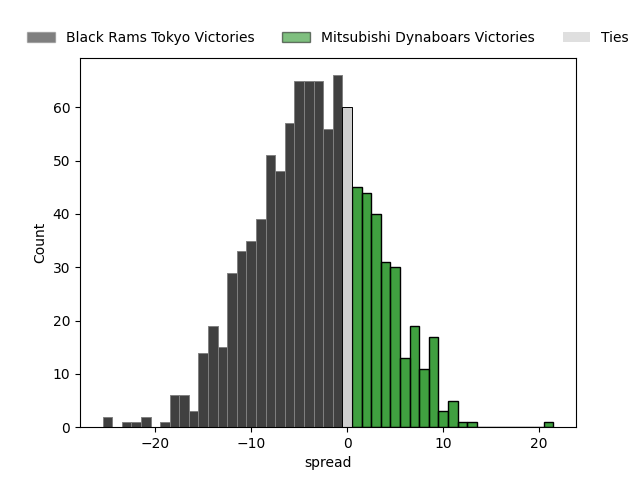 Black Rams Tokyo Victories Mitsubishi Dynaboars Victories Ties
60
50
40
30
20
10
0
Count
−20 −10 0 10 20
spread